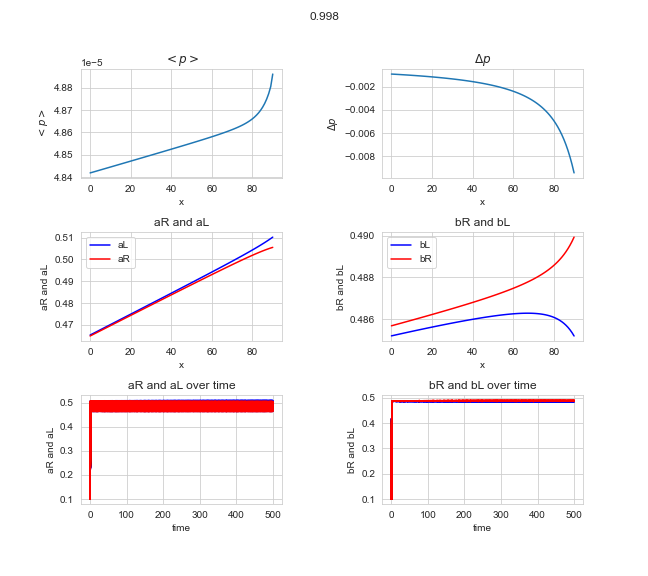 0.998
< p >
1e−5
< p >
4.88
4.87
4.86
4.85
4.84
0 20 40 60 80
x
Δp
Δp
−0.002
−0.004
−0.006
−0.008
0 20 40 60 80
x
aR and aL
aR and aL
0.51
0.50
0.49
0.48
0.47
aL
aR
0 20 40 60 80
x
bR and bL
bR and bL
0.490
0.488
0.486
bL
bR
0 20 40 60 80
x
aR and aL over time
aR and aL
0.5
0.4
0.3
0.2
0.1
0 100 200 300 400 500
time
bR and bL over time
bR and bL
0.5
0.4
0.3
0.2
0.1
0 100 200 300 400 500
time